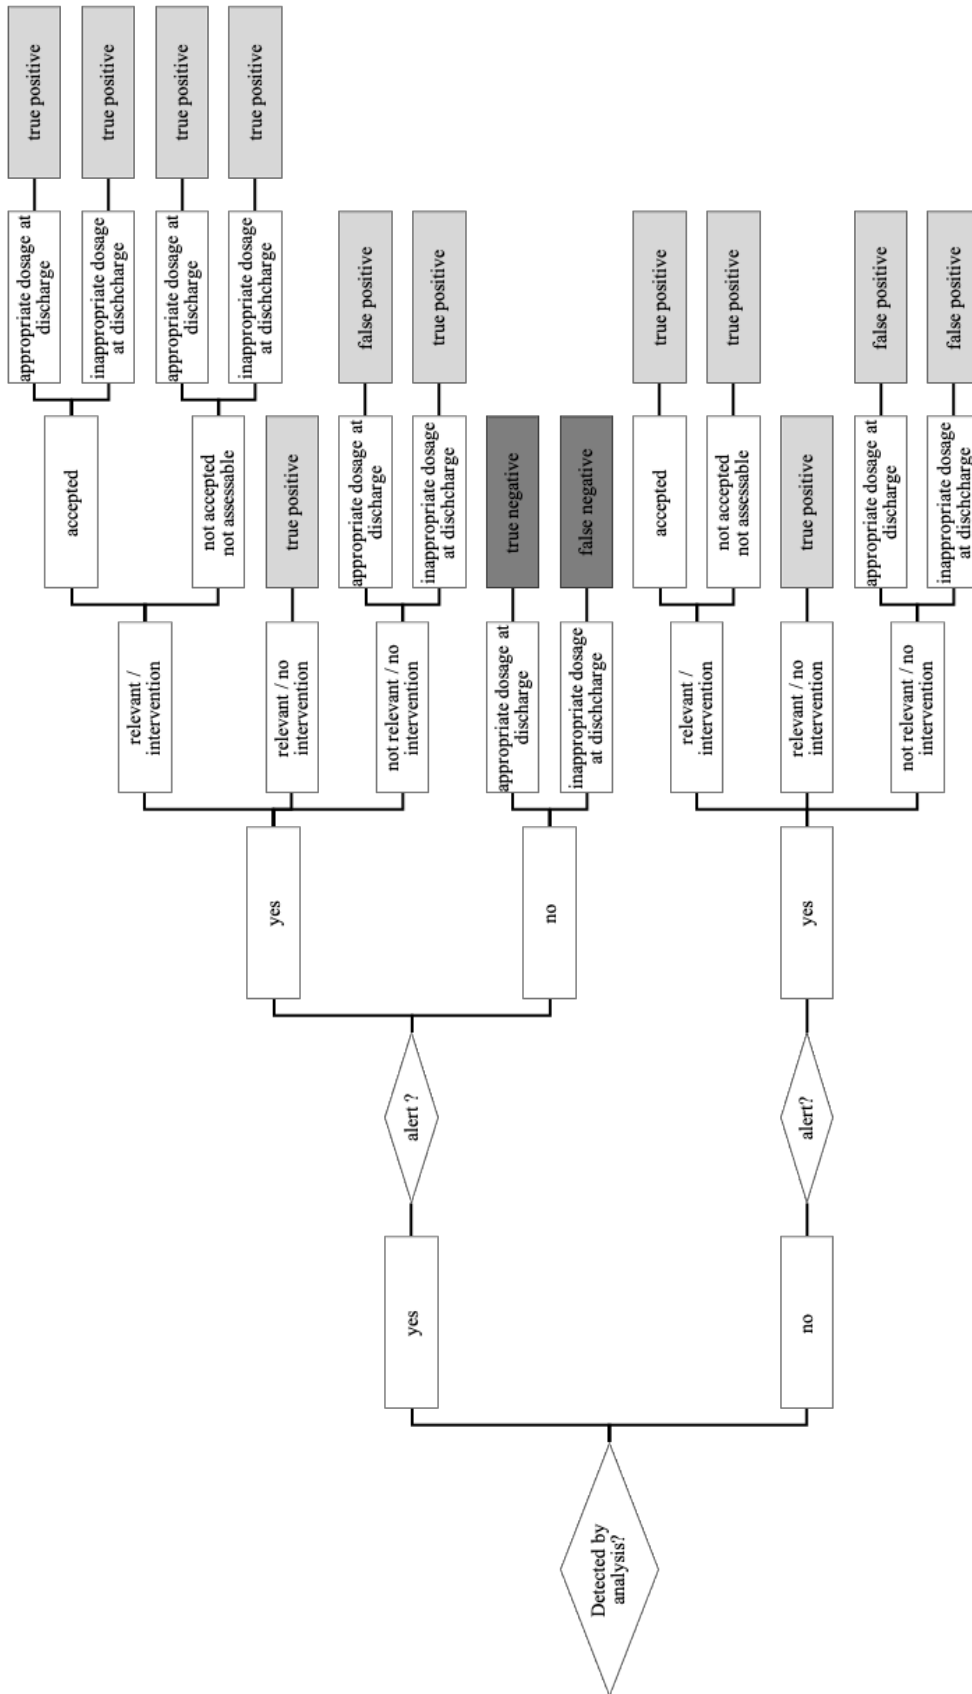 Detected by
analysis?
yes
no
alert ?
alert?
yes
no
yes
relevant /
intervention
relevant / no
intervention
not relevant / no
intervention
appropriate dosage at
discharge
inappropriate dosage
at dischcharge
relevant /
intervention
relevant / no
intervention
not relevant / no
intervention
accepted
not accepted
not assessable
true positive
appropriate dosage at
discharge
inappropriate dosage
at dischcharge
true negative
false negative
accepted
not accepted
not assessable
true positive
appropriate dosage at
discharge
inappropriate dosage
at dischcharge
appropriate dosage at
discharge
inappropriate dosage
at dischcharge
appropriate dosage at
discharge
inappropriate dosage
at dischcharge
false positive
true positive
true positive
true positive
false positive
false positive
true positive
true positive
true positive
true positive